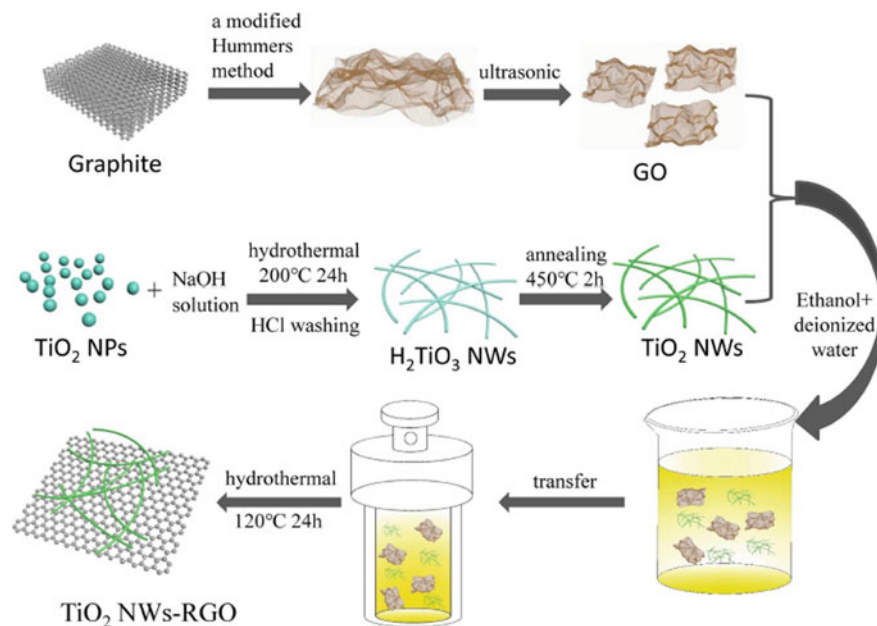 a modified
Hummers
method
ultrasonic
Graphite
GO
TiO₂ NPs
+
NaOH
solution
hydrothermal
200℃ 24h
HCl washing
H₂TiO₃ NWs
annealing
450℃ 2h
TiO₂ NWs
Ethanol+
deionized
water
transfer
hydrothermal
120℃ 24h
TiO₂ NWs-RGO